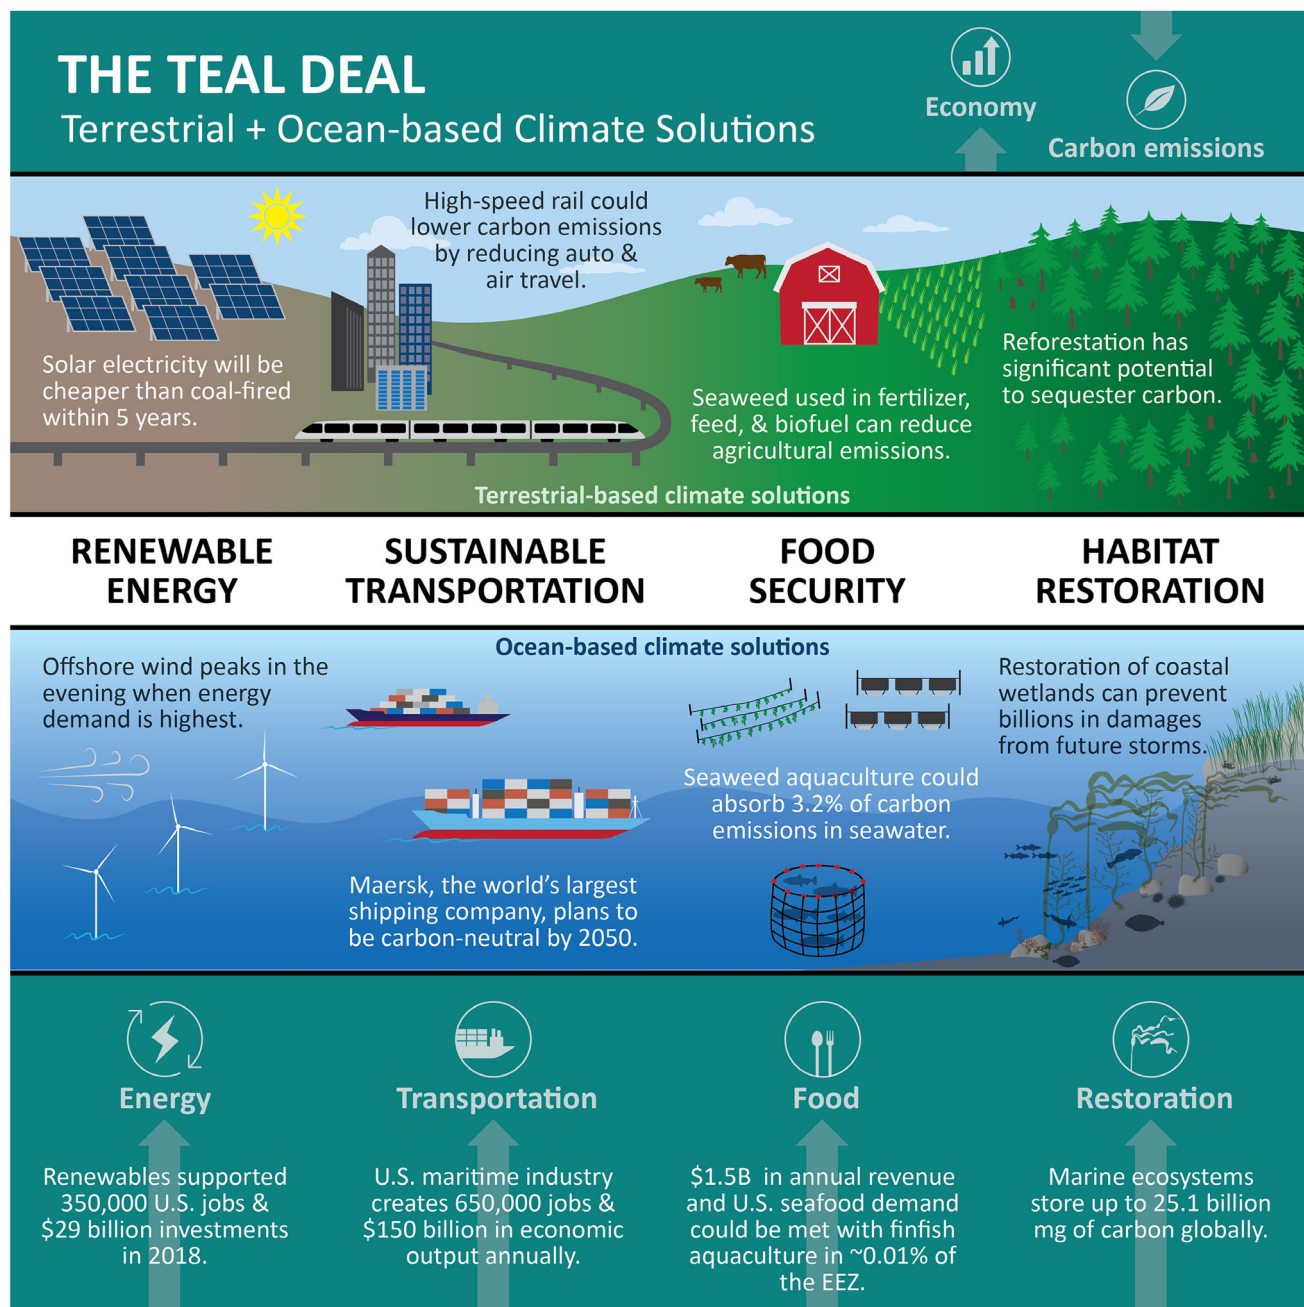 THE TEAL DEAL
Terrestrial + Ocean-based Climate Solutions
Economy
Carbon emissions
High-speed rail could
lower carbon emissions
by reducing auto &
air travel.
Solar electricity will be
cheaper than coal-fired
within 5 years.
Seaweed used in fertilizer,
feed, & biofuel can reduce
agricultural emissions.
Reforestation has
significant potential
to sequester carbon.
Terrestrial-based climate solutions
RENEWABLE
ENERGY
SUSTAINABLE
TRANSPORTATION
FOOD
SECURITY
HABITAT
RESTORATION
Ocean-based climate solutions
Offshore wind peaks in the
evening when energy
demand is highest.
Maersk, the world's largest
shipping company, plans to
be carbon-neutral by 2050.
Seaweed aquaculture could
absorb 3.2% of carbon
emissions in seawater.
Restoration of coastal
wetlands can prevent
billions in damages
from future storms.
Energy
Renewables supported
350,000 U.S. jobs &
$29 billion investments
in 2018.
Transportation
U.S. maritime industry
creates 650,000 jobs &
$150 billion in economic
output annually.
Food
$1.5B in annual revenue
and U.S. seafood demand
could be met with finfish
aquaculture in ~0.01% of
the EEZ.
Restoration
Marine ecosystems
store up to 25.1 billion
mg of carbon globally.